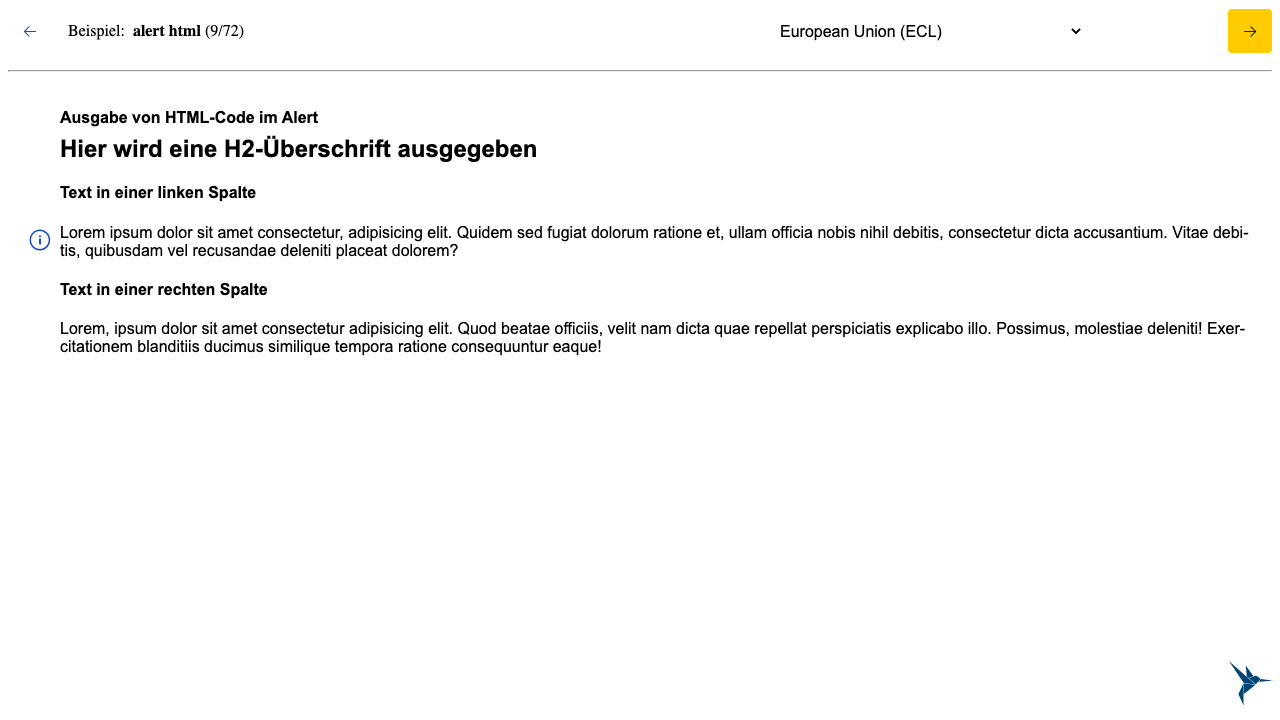 Beispiel: alert html (9/72)
European Union (ECL)
Ausgabe von HTML-Code im Alert
Hier wird eine H2-Überschrift ausgegeben
Text in einer linken Spalte
Lorem ipsum dolor sit amet consectetur, adipisicing elit. Quidem sed fugiat dolorum ratione et, ullam officia nobis nihil debitis, consectetur dicta accusantium. Vitae debi-
tis, quibusdam vel recusandae deleniti placeat dolorem?
Text in einer rechten Spalte
Lorem, ipsum dolor sit amet consectetur adipisicing elit. Quod beatae officiis, velit nam dicta quae repellat perspiciatis explicabo illo. Possimus, molestiae deleniti! Exer-
citationem blanditiis ducimus similique tempora ratione consequuntur eaque!